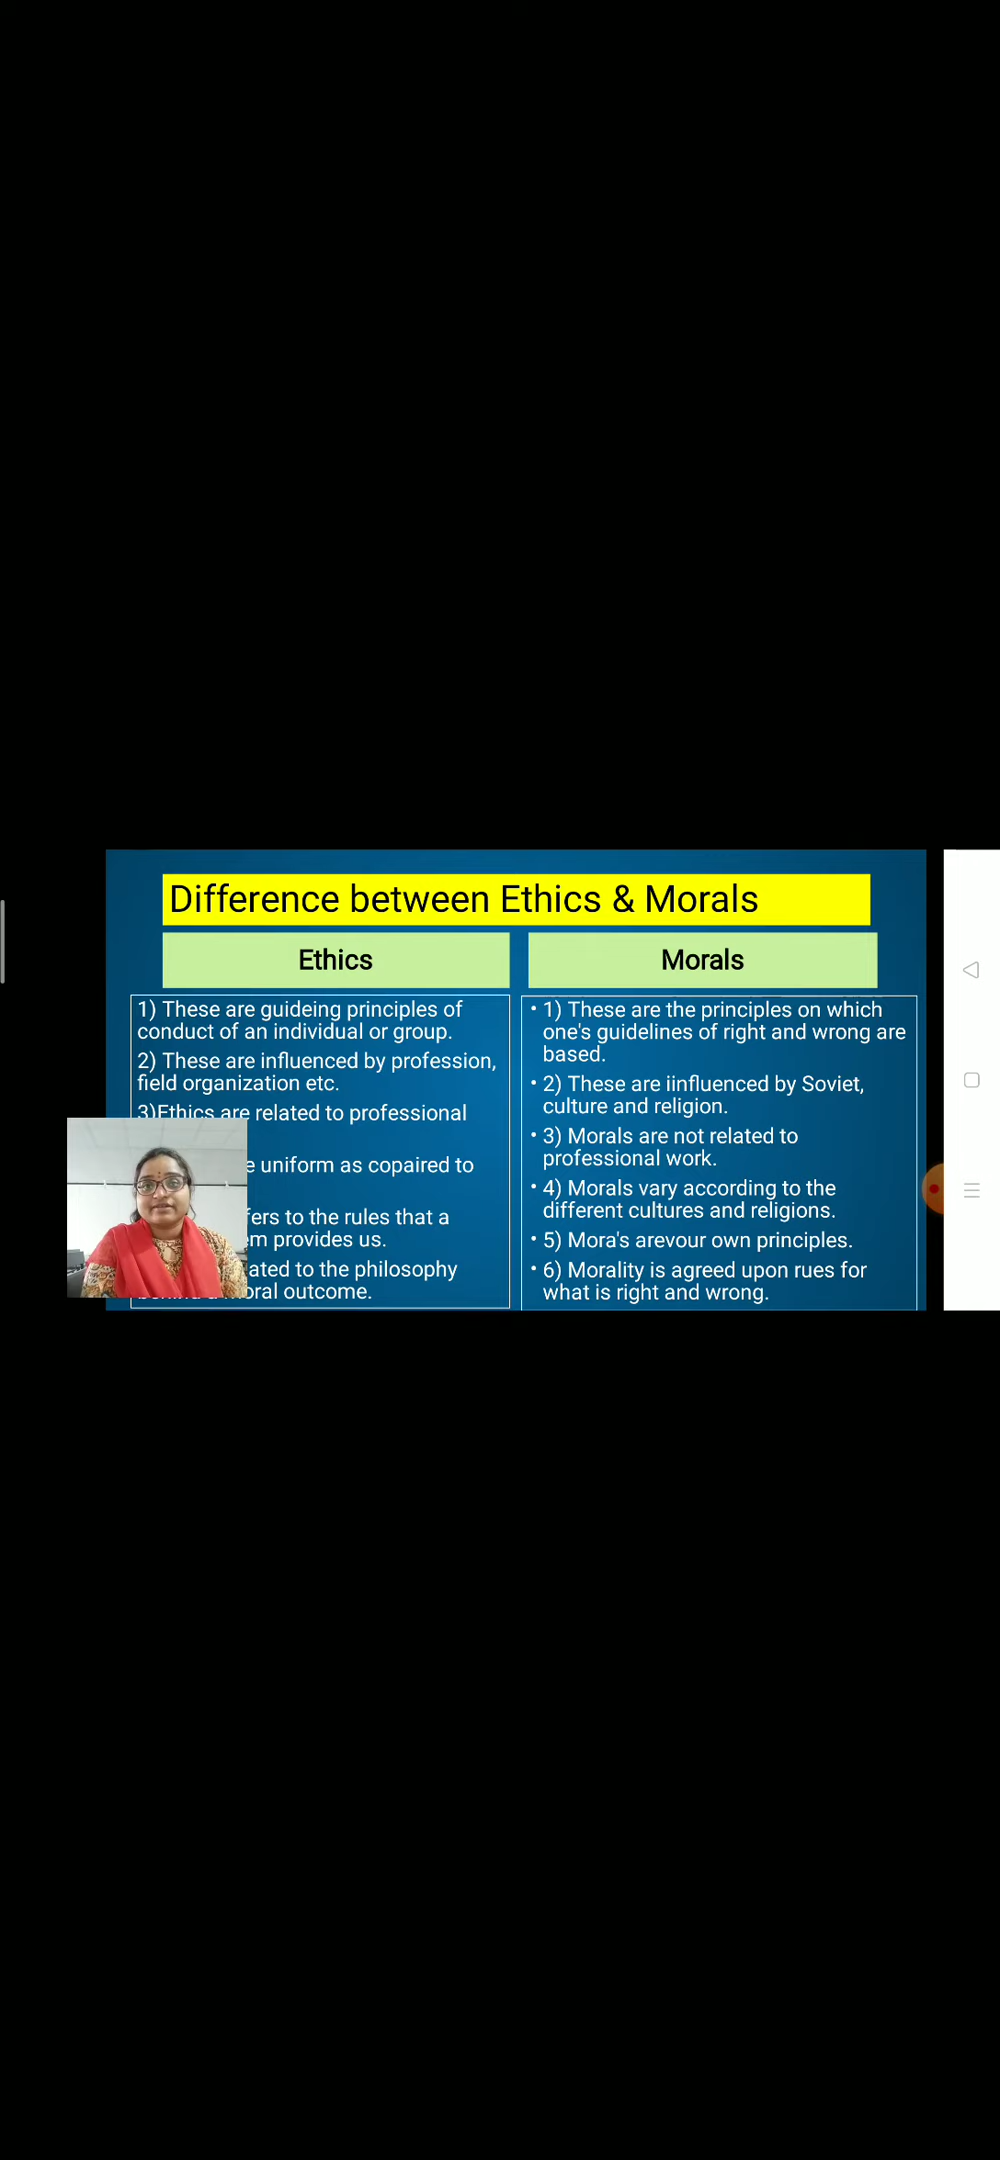 Difference between Ethics & Morals
Ethics
1) These are guideing principles of
conduct of an individual or group.
2) These are influenced by profession,
field organization etc.
3)Ethics are related to professional
uniform as copaired to
to the rules that a
provides us.
to the philosophy
outcome.
Morals
• 1) These are the principles on which
one's guidelines of right and wrong are
based.
• 2) These are iinfluenced by Soviet,
culture and religion.
• 3) Morals are not related to
professional work.
• 4) Morals vary according to the
different cultures and religions.
• 5) Mora's arevour own principles.
• 6) Morality is agreed upon rues for
what is right and wrong.